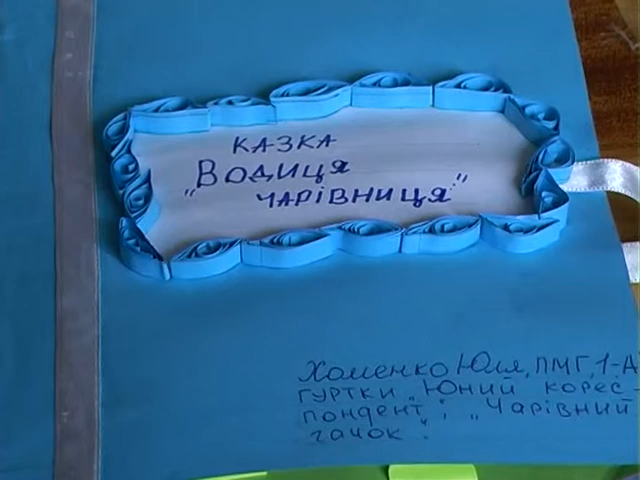 КАЗКА
"ВОДИЦЯ
ЧАРІВНИЦЯ"
Хоменко Юля, ПМГ, 1-А
гуртки „Юний корес-
пондент", „Чарівний
гачок".